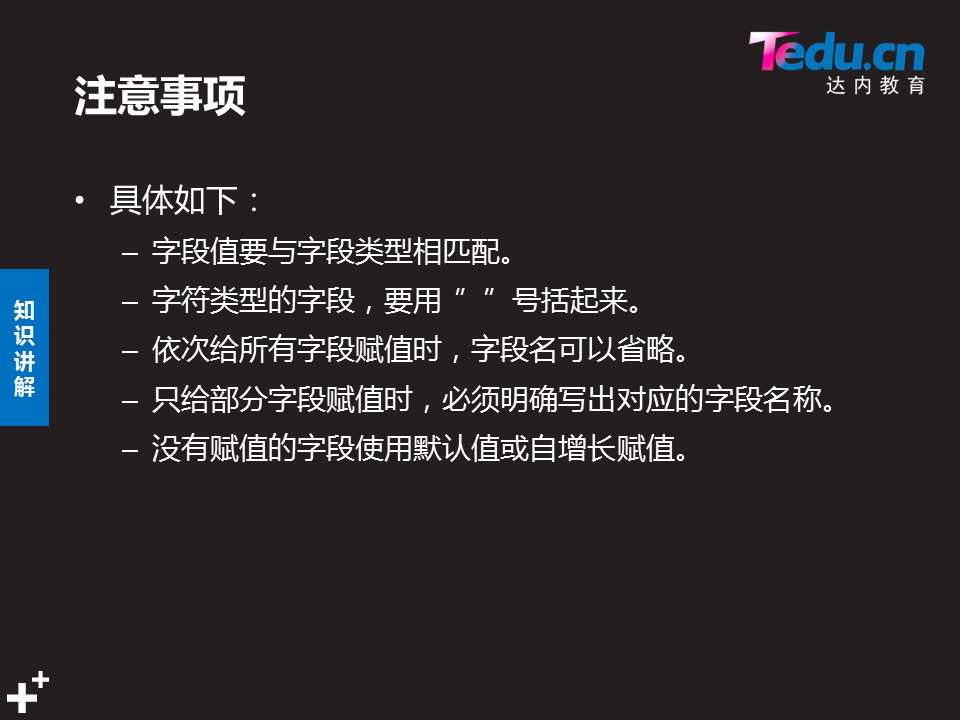 Tedu.cn
达内教育
注意事项
• 具体如下：
– 字段值要与字段类型相匹配。
– 字符类型的字段，要用 ” ” 号括起来。
– 依次给所有字段赋值时，字段名可以省略。
– 只给部分字段赋值时，必须明确写出对应的字段名称。
– 没有赋值的字段使用默认值或自增长赋值。
知识讲解